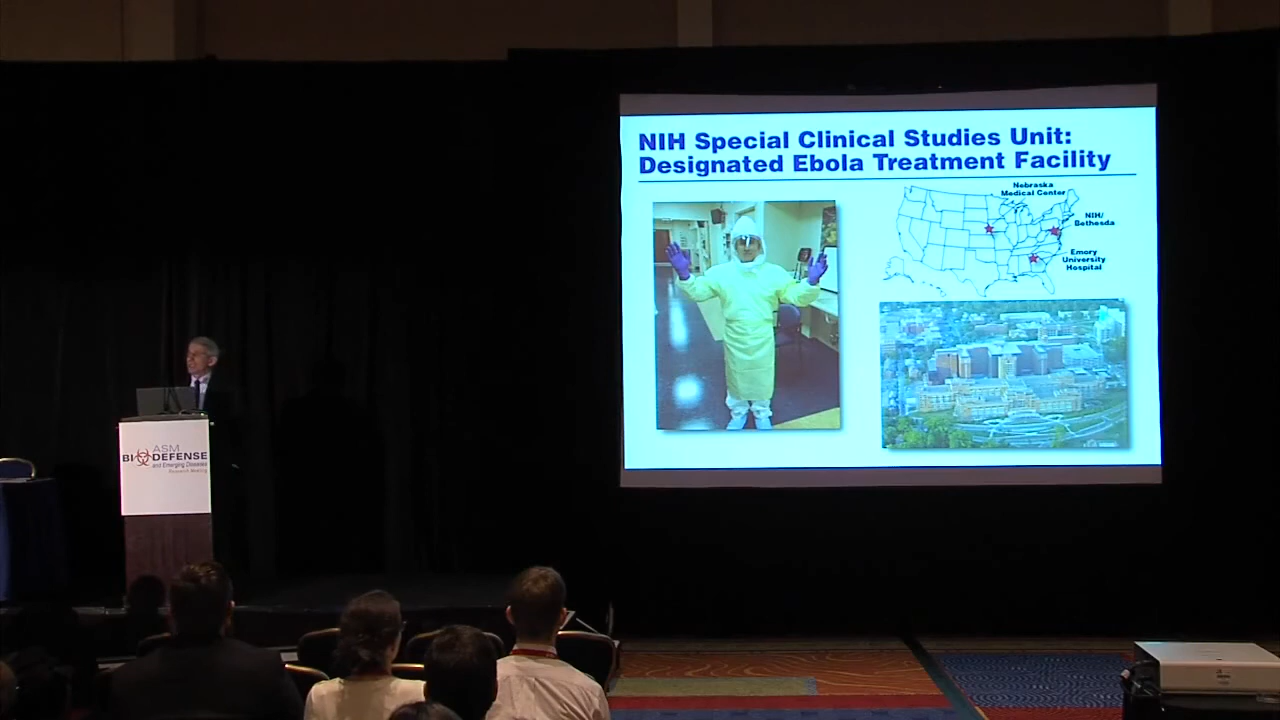 NIH Special Clinical Studies Unit:
Designated Ebola Treatment Facility
Nebraska
Medical Center
NIH/
Bethesda
Emory
University
Hospital
ASM
BIODEFENSE
and Emerging Diseases
Research Meeting